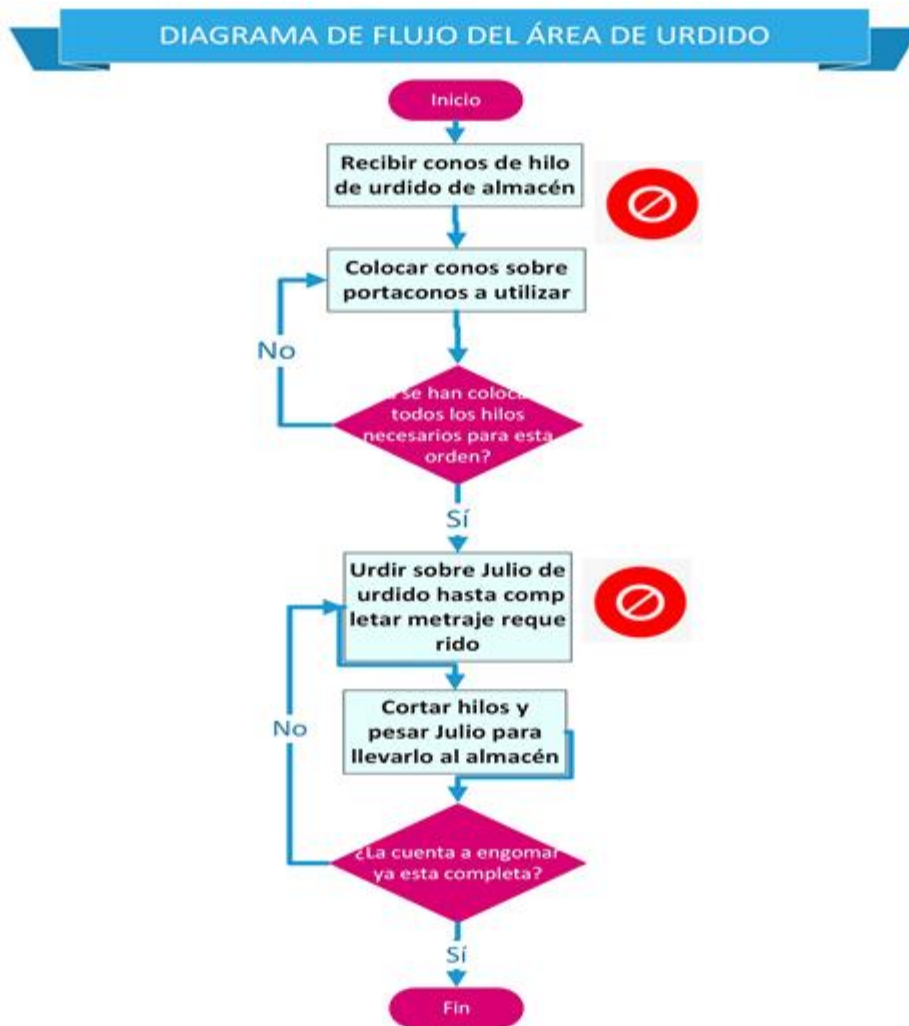 DIAGRAMA DE FLUJO DEL ÁREA DE URDIDO
Inicio
Recibir conos de hilo
de urdido de almacén
Colocar conos sobre
portaconos a utilizar
No
se han
todos los hilos
necesarios para esta
orden?
Sí
Urdir sobre Julio de
urdido hasta comp
letar metraje reque
rido
No
Cortar hilos y
pesar Julio para
llevarlo al almacén
¿La cuenta a engomar
ya esta completa?
Sí
Fin